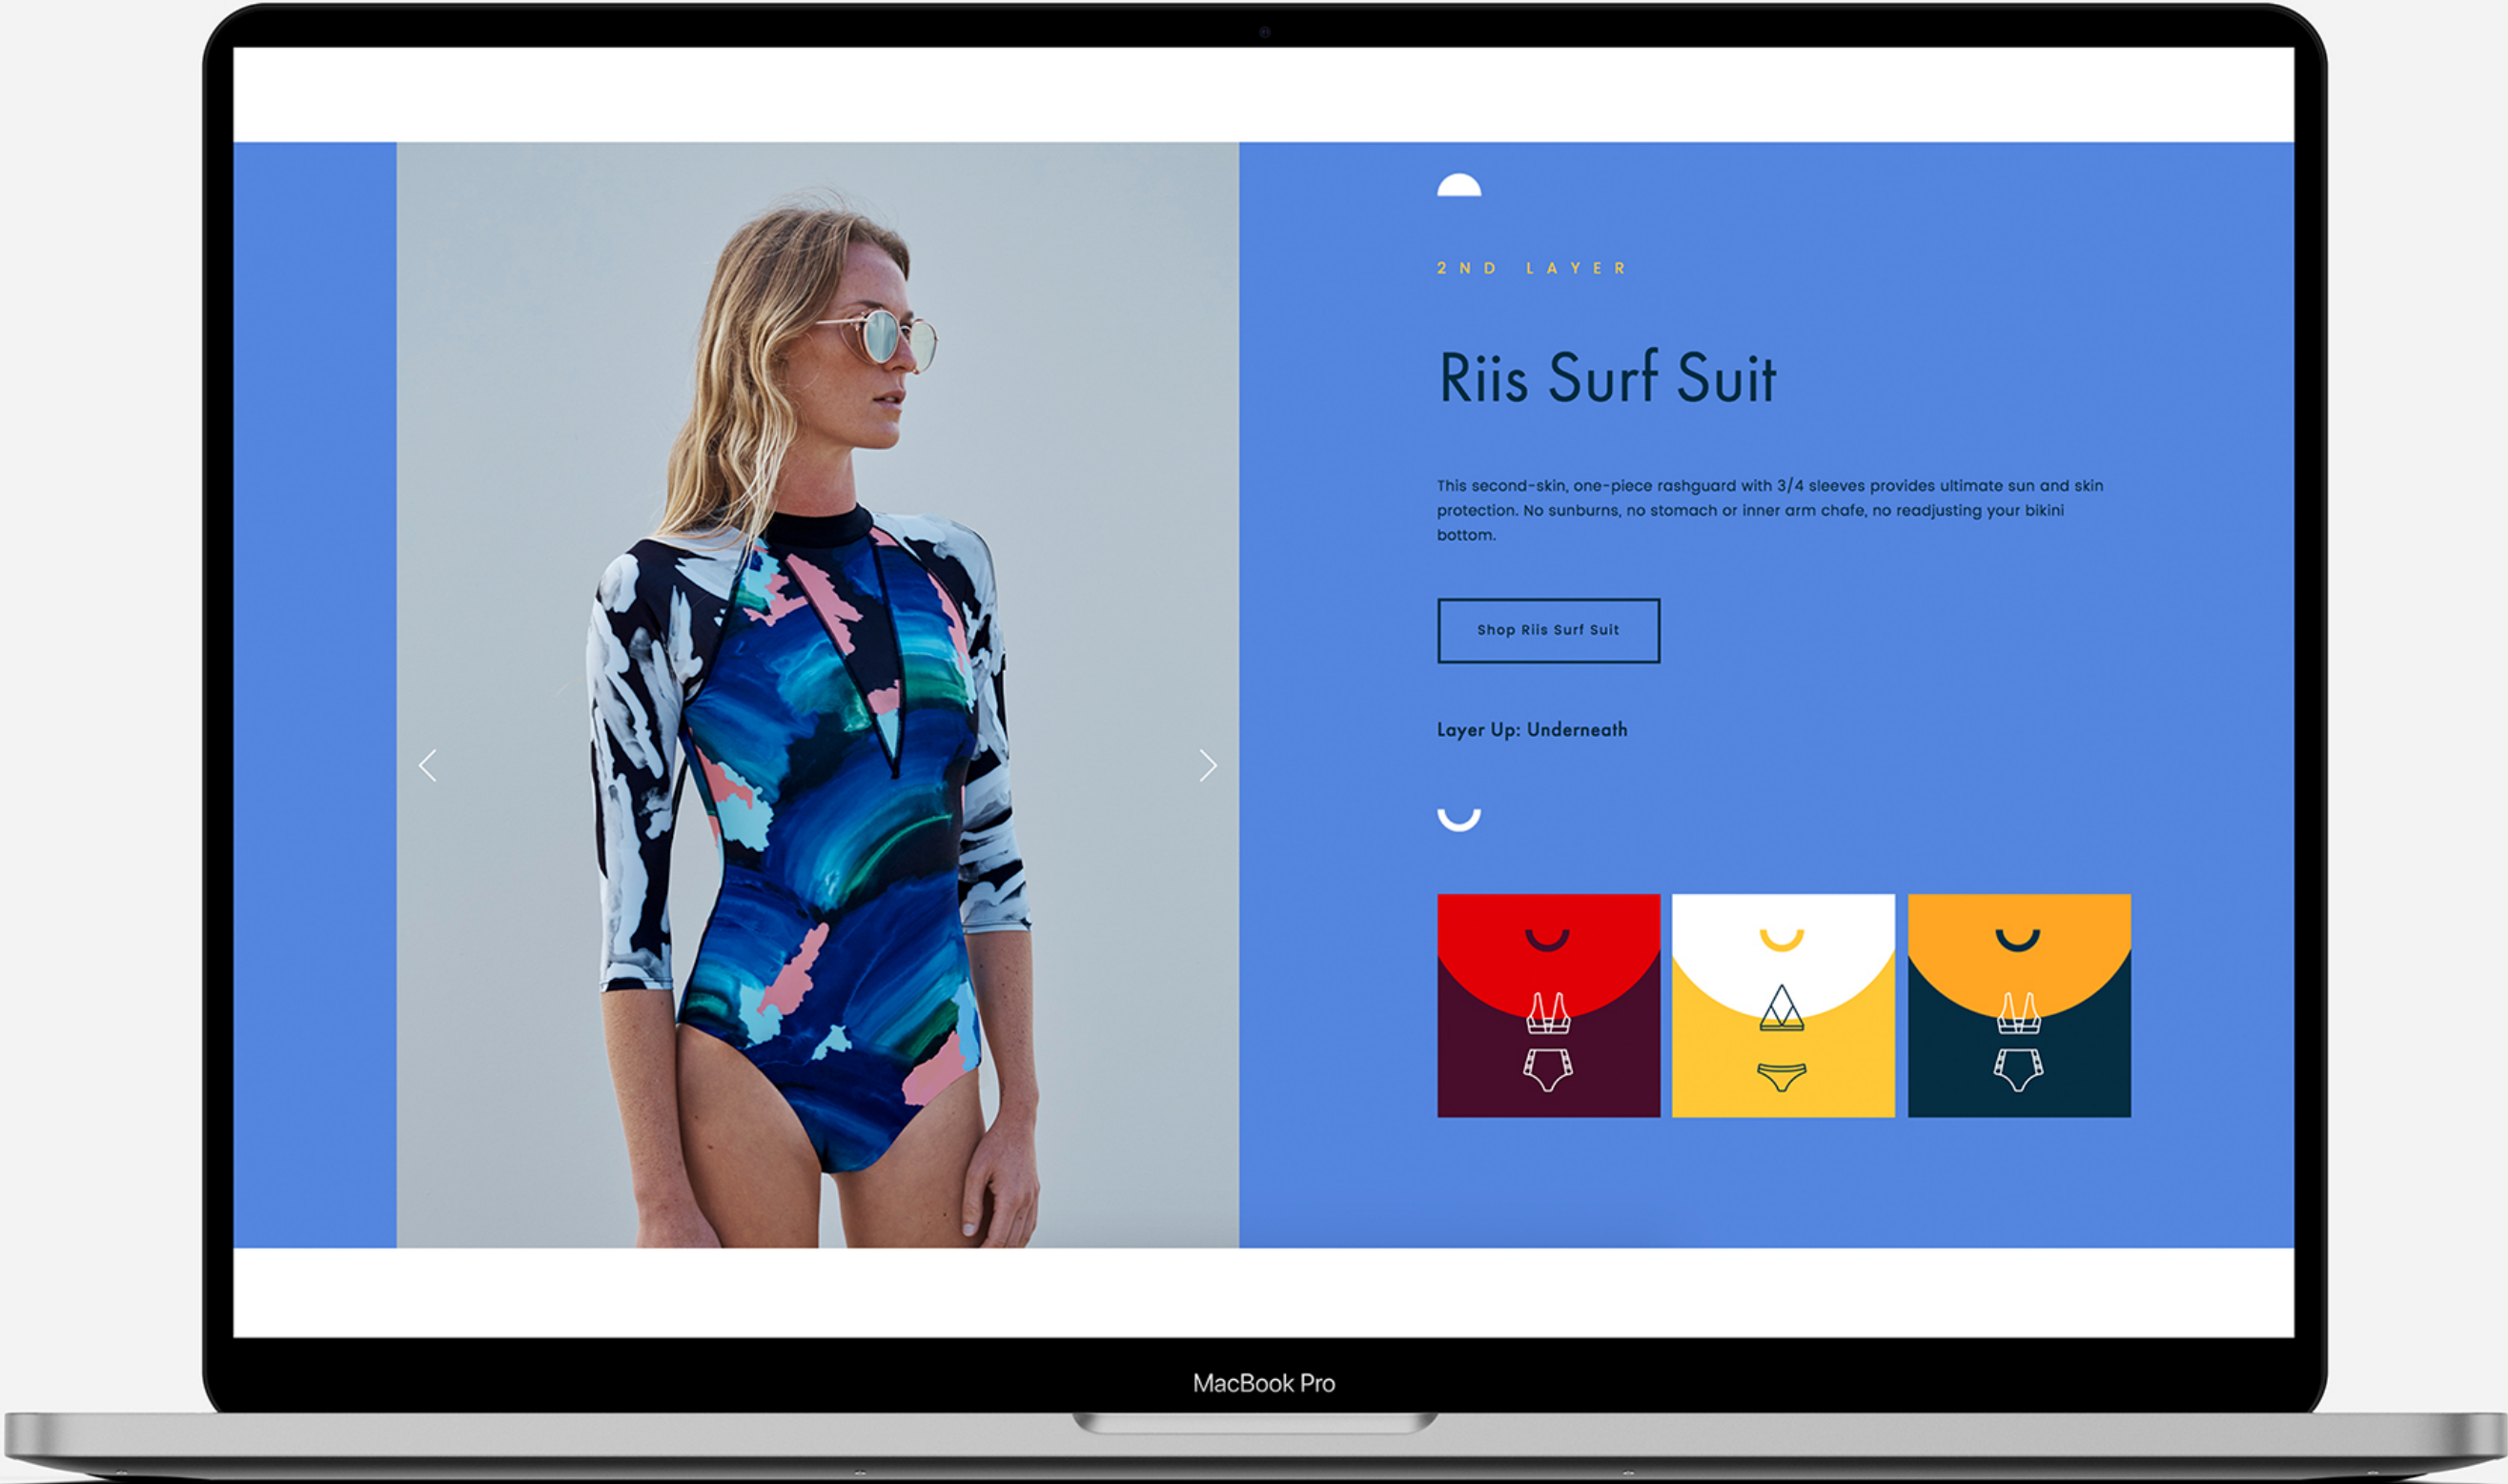 2ND LAYER
Riis Surf Suit
This second-skin, one-piece rashguard with 3/4 sleeves provides ultimate sun and skin
protection. No sunburns, no stomach or inner arm chafe, no readjusting your bikini
bottom.
Shop Riis Surf Suit
Layer Up: Underneath
MacBook Pro